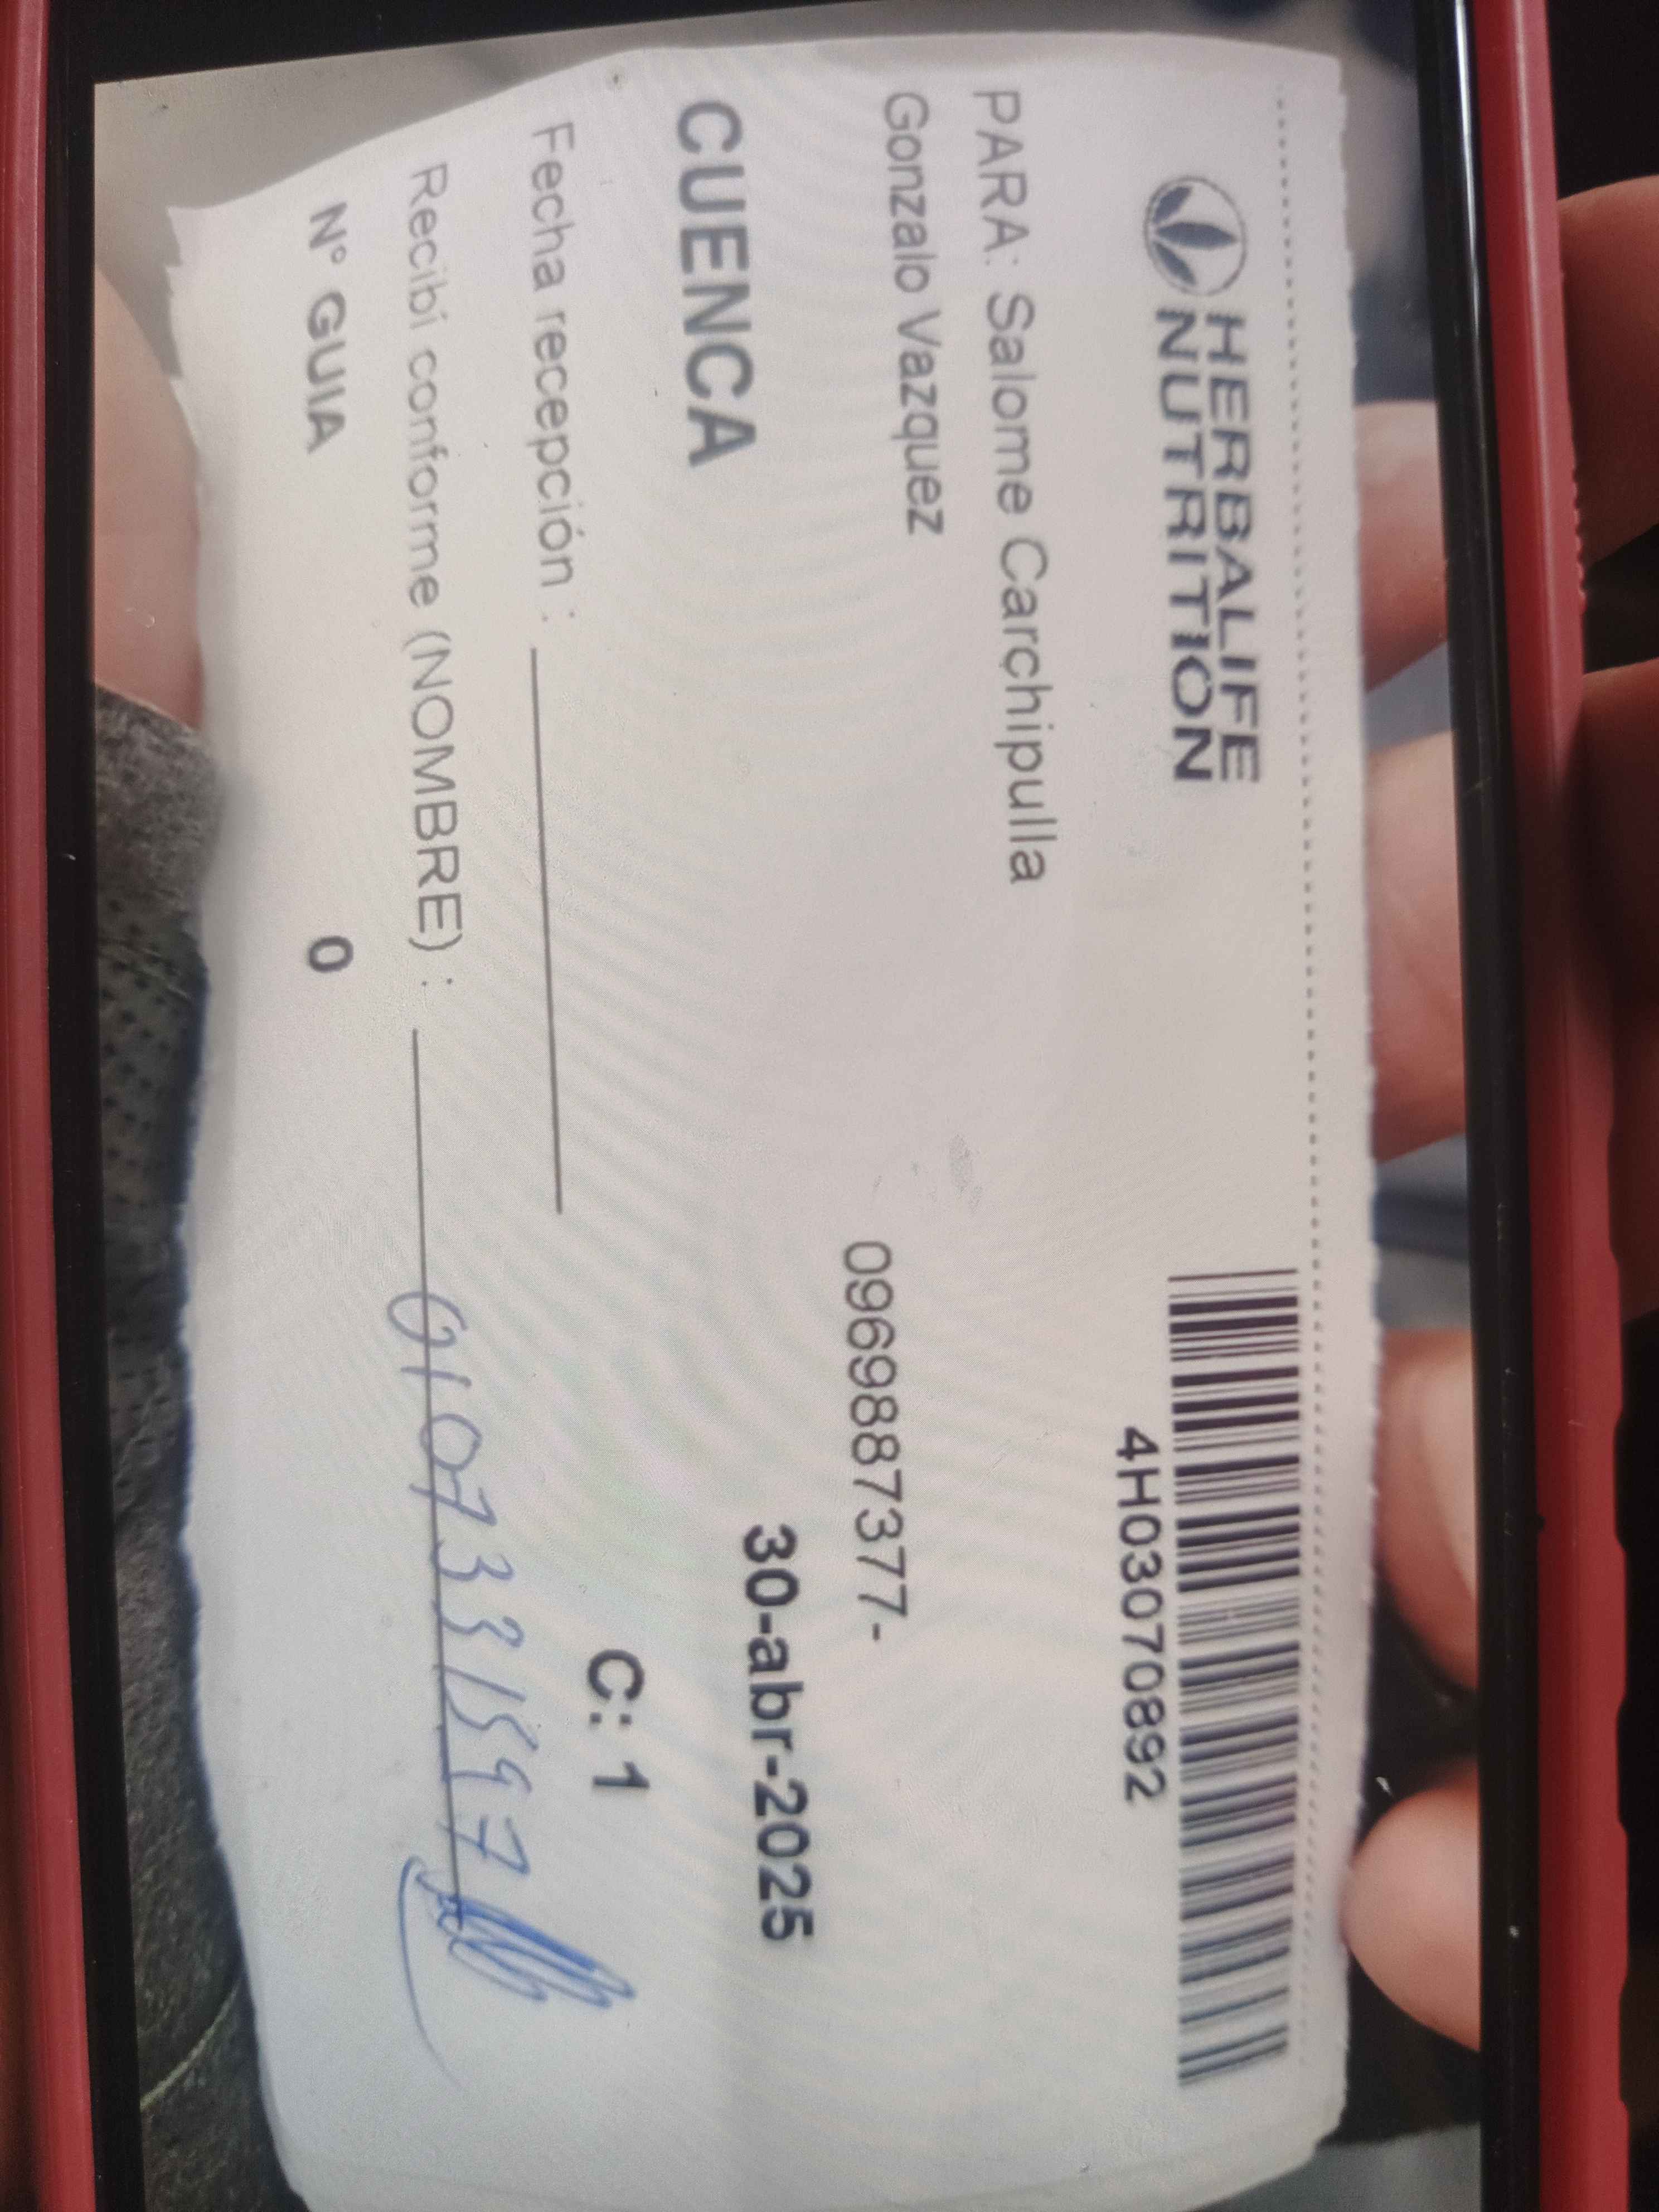 HERBALIFE
NUTRITION
4H03070892
PARA: Salome Carchipulla
Gonzalo Vazquez
0969887377-
CUENCA
30-abr-2025
C: 1
Fecha recepción :
Recibí conforme (NOMBRE) : 0107331597
N° GUIA 0